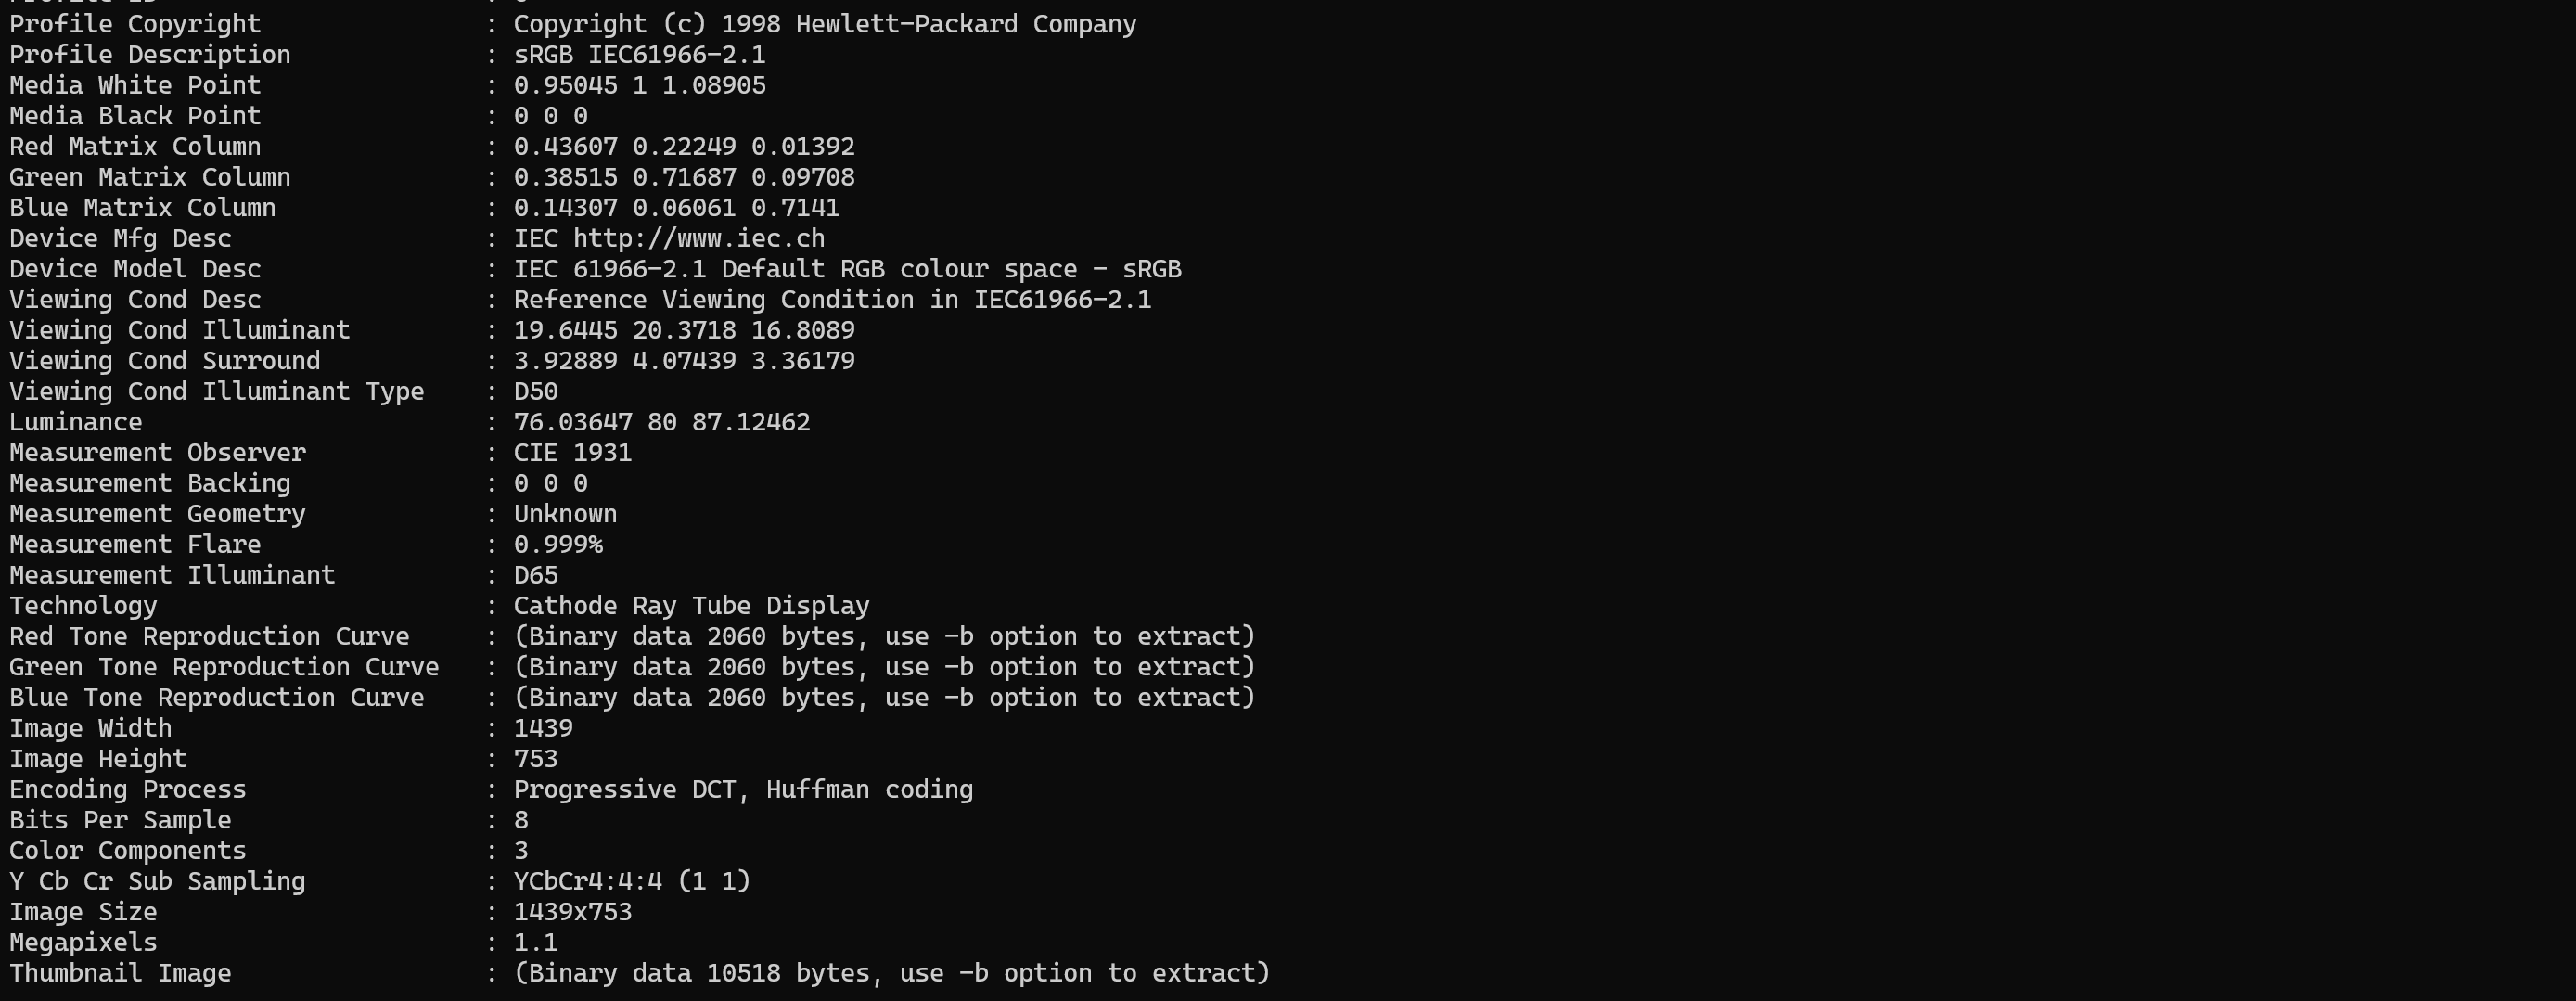 Profile Copyright : Copyright (c) 1998 Hewlett-Packard Company
Profile Description : sRGB IEC61966-2.1
Media White Point : 0.95045 1 1.08905
Media Black Point : 0 0 0
Red Matrix Column : 0.43607 0.22249 0.01392
Green Matrix Column : 0.38515 0.71687 0.09708
Blue Matrix Column : 0.14307 0.06061 0.7141
Device Mfg Desc : IEC http://www.iec.ch
Device Model Desc : IEC 61966-2.1 Default RGB colour space - sRGB
Viewing Cond Desc : Reference Viewing Condition in IEC61966-2.1
Viewing Cond Illuminant : 19.6445 20.3718 16.8089
Viewing Cond Surround : 3.92889 4.07439 3.36179
Viewing Cond Illuminant Type : D50
Luminance : 76.03647 80 87.12462
Measurement Observer : CIE 1931
Measurement Backing : 0 0 0
Measurement Geometry : Unknown
Measurement Flare : 0.999%
Measurement Illuminant : D65
Technology : Cathode Ray Tube Display
Red Tone Reproduction Curve : (Binary data 2060 bytes, use -b option to extract)
Green Tone Reproduction Curve : (Binary data 2060 bytes, use -b option to extract)
Blue Tone Reproduction Curve : (Binary data 2060 bytes, use -b option to extract)
Image Width : 1439
Image Height : 753
Encoding Process : Progressive DCT, Huffman coding
Bits Per Sample : 8
Color Components : 3
Y Cb Cr Sub Sampling : YCbCr4:4:4 (1 1)
Image Size : 1439x753
Megapixels : 1.1
Thumbnail Image : (Binary data 10518 bytes, use -b option to extract)